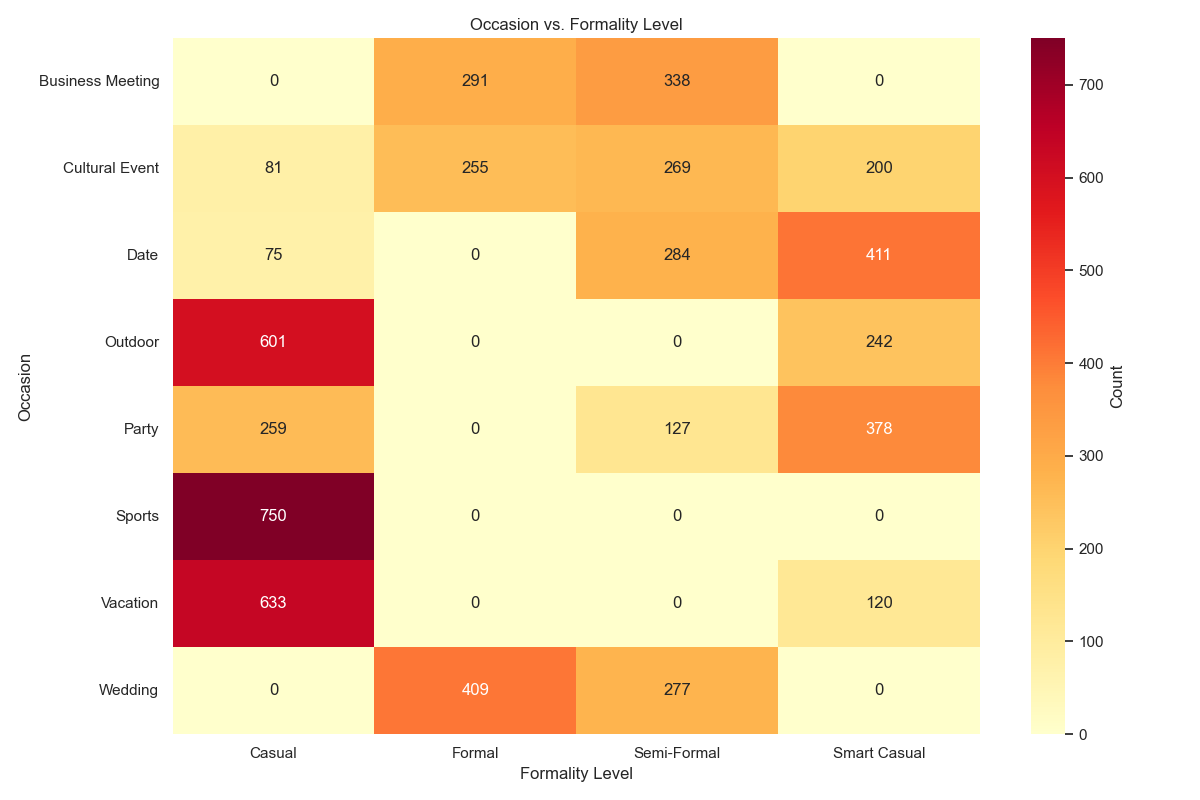 Occasion vs. Formality Level
Business Meeting 0 291 338 0
Cultural Event 81 255 269 200
Date 75 0 284 411
Outdoor 601 0 0 242
Party 259 0 127 378
Sports 750 0 0 0
Vacation 633 0 0 120
Wedding 0 409 277 0
Casual Formal Semi-Formal Smart Casual
Formality Level
Occasion
700
600
500
400
300
200
100
0
Count